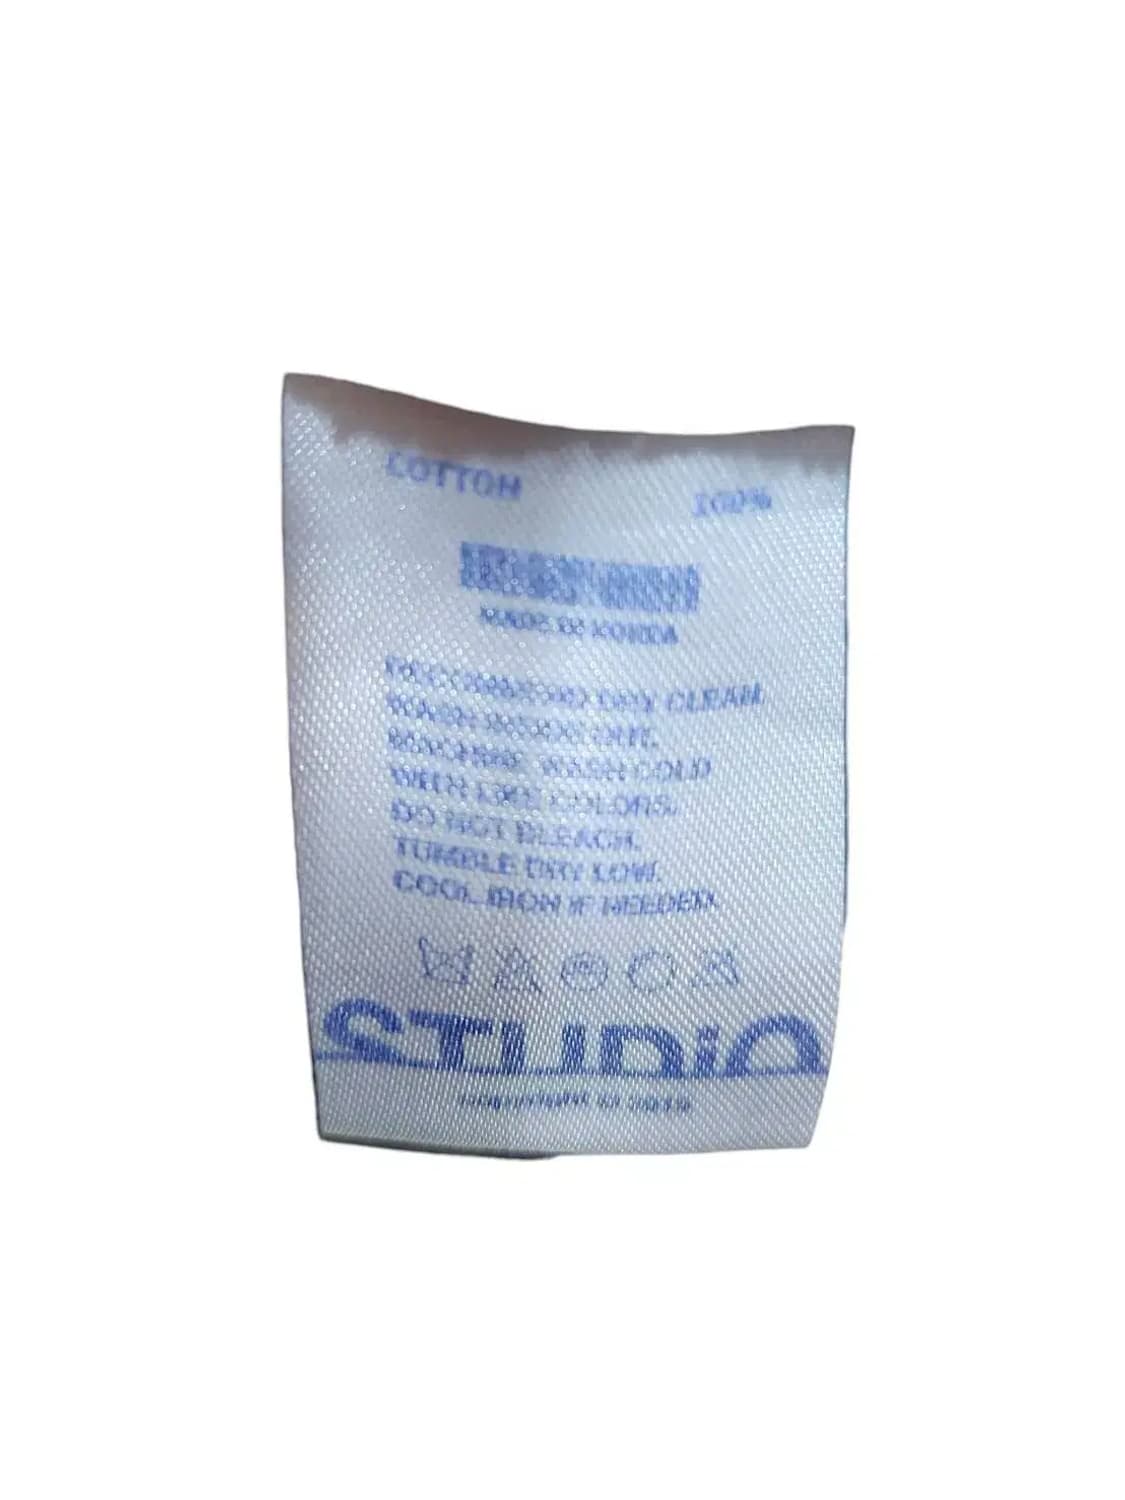 COTTON 100%
MADE IN KOREA
RECOMMEND DRY CLEAN.
WASH INSIDE OUT.
MACHINE WASH COLD
WITH LIKE COLORS.
DO NOT BLEACH.
TUMBLE DRY LOW.
COOL IRON IF NEEDED.
STUDIO